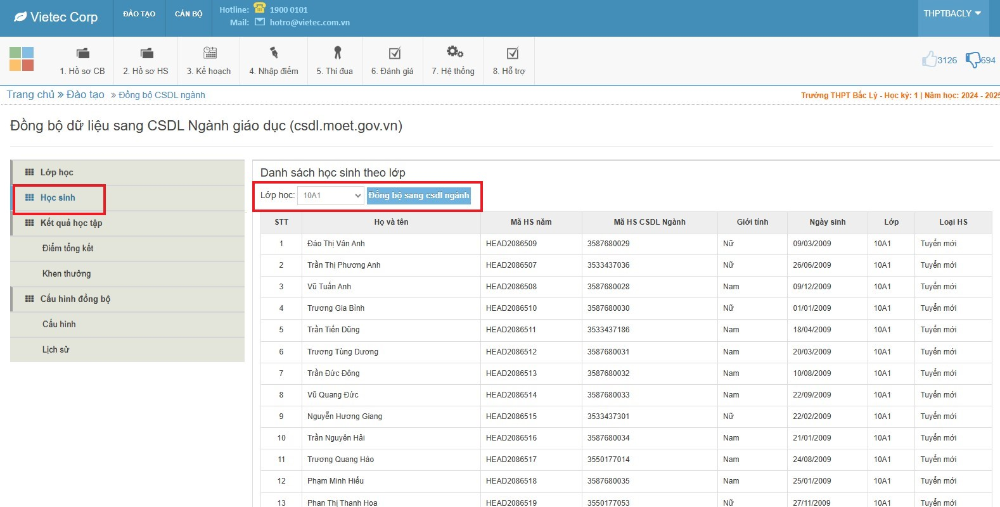 Vietec Corp
ĐÀO TẠO
CÁN BỘ
Hotline: 1900 0101
Mail: hotro@vietec.com.vn
THPTBACLY
1. Hồ sơ CB
2. Hồ sơ HS
3. Kế hoạch
4. Nhập điểm
5. Thi đua
6. Đánh giá
7. Hệ thống
8. Hỗ trợ
3126
694
Trang chủ » Đào tạo » Đồng bộ CSDL ngành
Trường THPT Bắc Lý - Học kỳ: 1 | Năm học: 2024 - 2025
Đồng bộ dữ liệu sang CSDL Ngành giáo dục (csdl.moet.gov.vn)
Lớp học
Học sinh
Kết quả học tập
Điểm tổng kết
Khen thưởng
Cấu hình đồng bộ
Cấu hình
Lịch sử
Danh sách học sinh theo lớp
Lớp học: 10A1 Đồng bộ sang csdl ngành
STT Họ và tên Mã HS năm Mã HS CSDL Ngành Giới tính Ngày sinh Lớp Loại HS
1 Đào Thị Vân Anh HEAD2086509 3587680029 Nữ 09/03/2009 10A1 Tuyển mới
2 Trần Thị Phương Anh HEAD2086507 3533437036 Nữ 26/06/2009 10A1 Tuyển mới
3 Vũ Tuấn Anh HEAD2086508 3587680028 Nam 09/12/2009 10A1 Tuyển mới
4 Trương Gia Bình HEAD2086510 3587680030 Nữ 01/01/2009 10A1 Tuyển mới
5 Trần Tiến Dũng HEAD2086511 3533437186 Nam 18/04/2009 10A1 Tuyển mới
6 Trương Tùng Dương HEAD2086512 3587680031 Nam 20/03/2009 10A1 Tuyển mới
7 Trần Đức Đông HEAD2086513 3587680032 Nam 10/08/2009 10A1 Tuyển mới
8 Vũ Quang Đức HEAD2086514 3587680033 Nam 22/09/2009 10A1 Tuyển mới
9 Nguyễn Hương Giang HEAD2086515 3533437301 Nữ 22/02/2009 10A1 Tuyển mới
10 Trần Nguyên Hải HEAD2086516 3587680034 Nam 21/01/2009 10A1 Tuyển mới
11 Trương Quang Hào HEAD2086517 3550177014 Nam 24/08/2009 10A1 Tuyển mới
12 Phạm Minh Hiếu HEAD2086518 3587680035 Nam 25/01/2009 10A1 Tuyển mới
13 Phan Thị Thanh Hoa HEAD2086519 3550177053 Nữ 27/11/2009 10A1 Tuyển mới